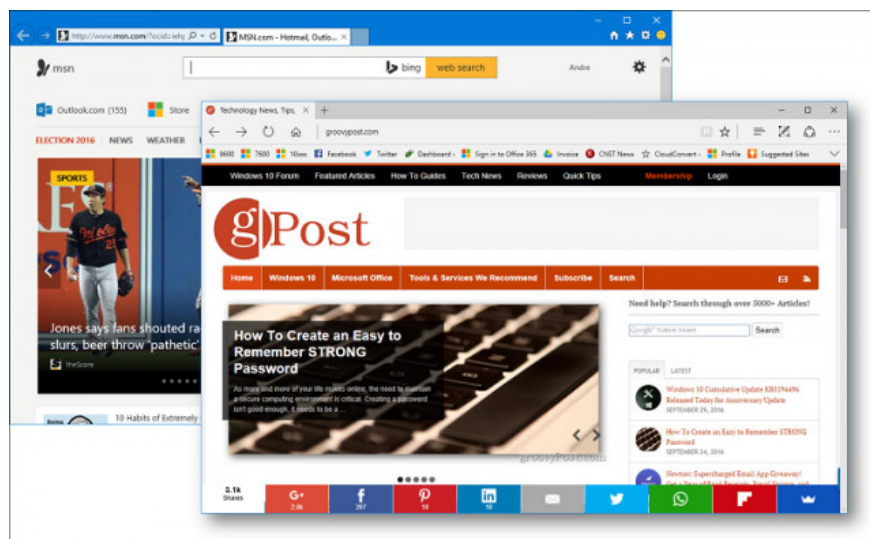 http://www.msn.com/?ocid=iehp
MSN.com - Hotmail, Outlo...
msn
bing
web search
Andre
Outlook.com (155)
Store
ELECTION 2016
NEWS
WEATHER
SPORTS
Jones says fans shouted ra
slurs, beer throw 'pathetic'
theScore
10 Habits of Extremely
Technology News, Tips,
groovypost.com
9600
7600
10ws
Facebook
Twitter
Dashboard ‹
Sign in to Office 365
Invoice
CNET News
CloudConvert -
Profile
Suggested Sites
Windows 10 Forum
Featured Articles
How To Guides
Tech News
Reviews
Quick Tips
Membership
Login
gPost
Home
Windows 10
Microsoft Office
Tools & Services We Recommend
Subscribe
Search
How To Create an Easy to
Remember STRONG
Password
As more and more of your life moves online, the need to maintain
a secure computing environment is critical. Creating a password
isn't good enough, it needs to be a ...
groovyPost.com
Need help? Search through over 5000+ Articles!
Google™ Custom Search
Search
POPULAR
LATEST
Windows 10 Cumulative Update KB3194496
Released Today for Anniversary Update
SEPTEMBER 29, 2016
How To Create an Easy to Remember STRONG
Password
SEPTEMBER 24, 2016
Newton: Supercharged Email App Giveaway!
Shares
G+
f
in